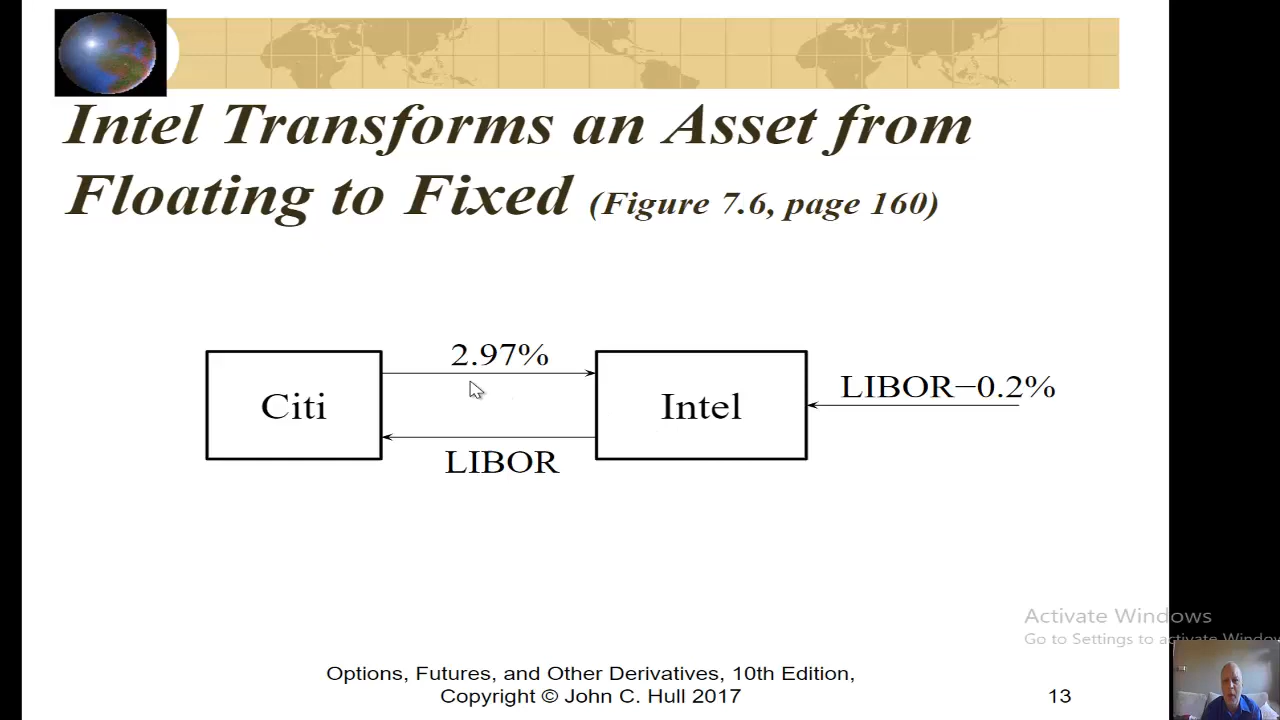 Intel Transforms an Asset from
Floating to Fixed (Figure 7.6, page 160)
2.97%
Citi
Intel
LIBOR−0.2%
LIBOR
Activate Windows
Go to Settings to activate Window
Options, Futures, and Other Derivatives, 10th Edition,
Copyright © John C. Hull 2017
13